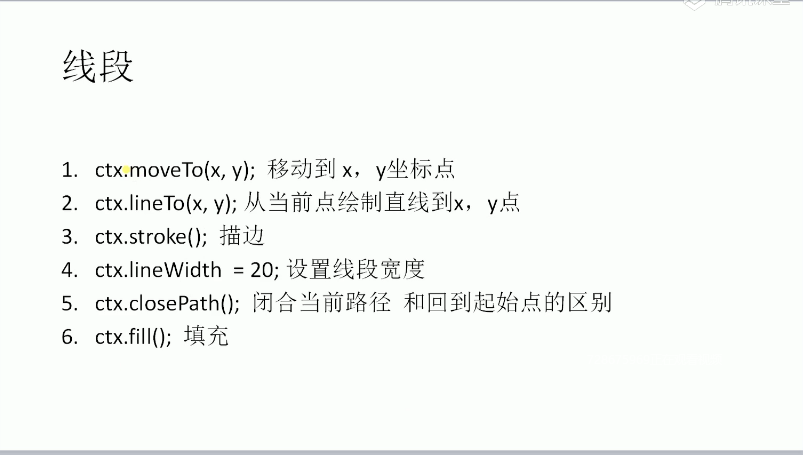 线段
1. ctx.moveTo(x, y); 移动到 x，y坐标点
2. ctx.lineTo(x, y); 从当前点绘制直线到x，y点
3. ctx.stroke(); 描边
4. ctx.lineWidth = 20; 设置线段宽度
5. ctx.closePath(); 闭合当前路径 和回到起始点的区别
6. ctx.fill(); 填充